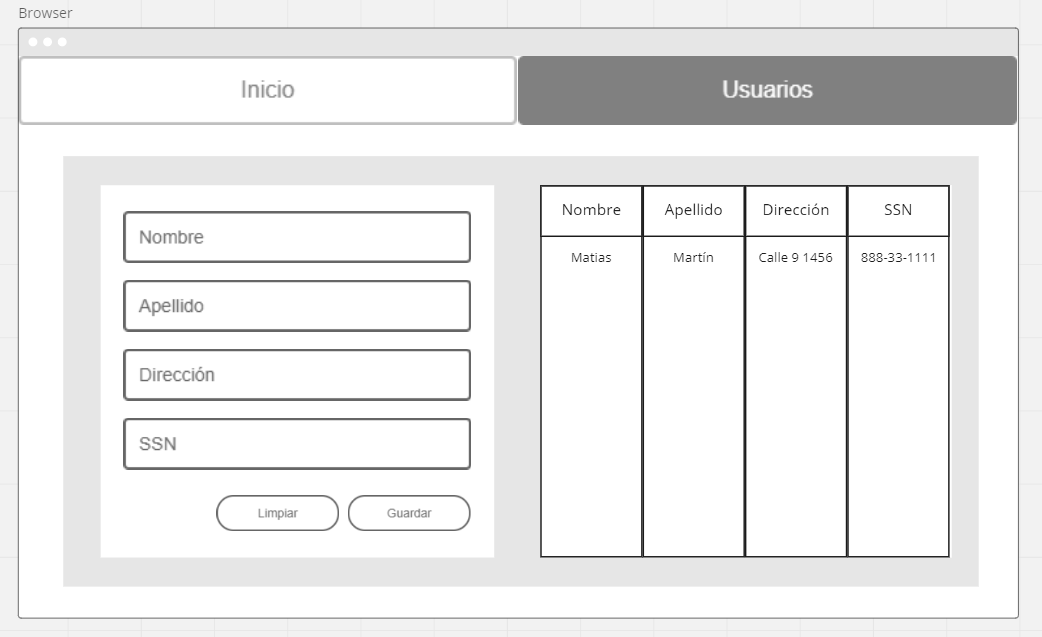 Browser
Inicio
Usuarios
Nombre
Apellido
Dirección
SSN
Limpiar
Guardar
Nombre Apellido Dirección SSN
Matias Martín Calle 9 1456 888-33-1111